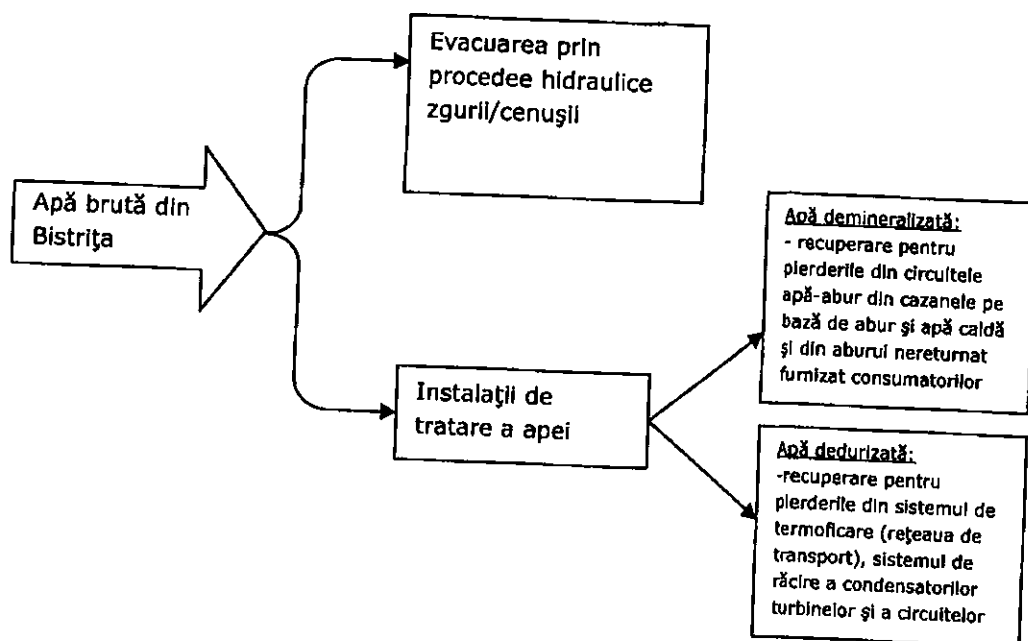 Evacuarea prin
procedee hidraulice
zgurii/cenuşii
Apă brută din
Bistriţa
Instalaţii de
tratare a apei
Apă demineralizată:
- recuperare pentru
pierderile din circuitele
apă-abur din cazanele pe
bază de abur şi apă caldă
şi din aburul nereturnat
furnizat consumatorilor
Apă dedurizată:
-recuperare pentru
pierderile din sistemul de
termoficare (reţeaua de
transport), sistemul de
răcire a condensatorilor
turbinelor şi a circuitelor